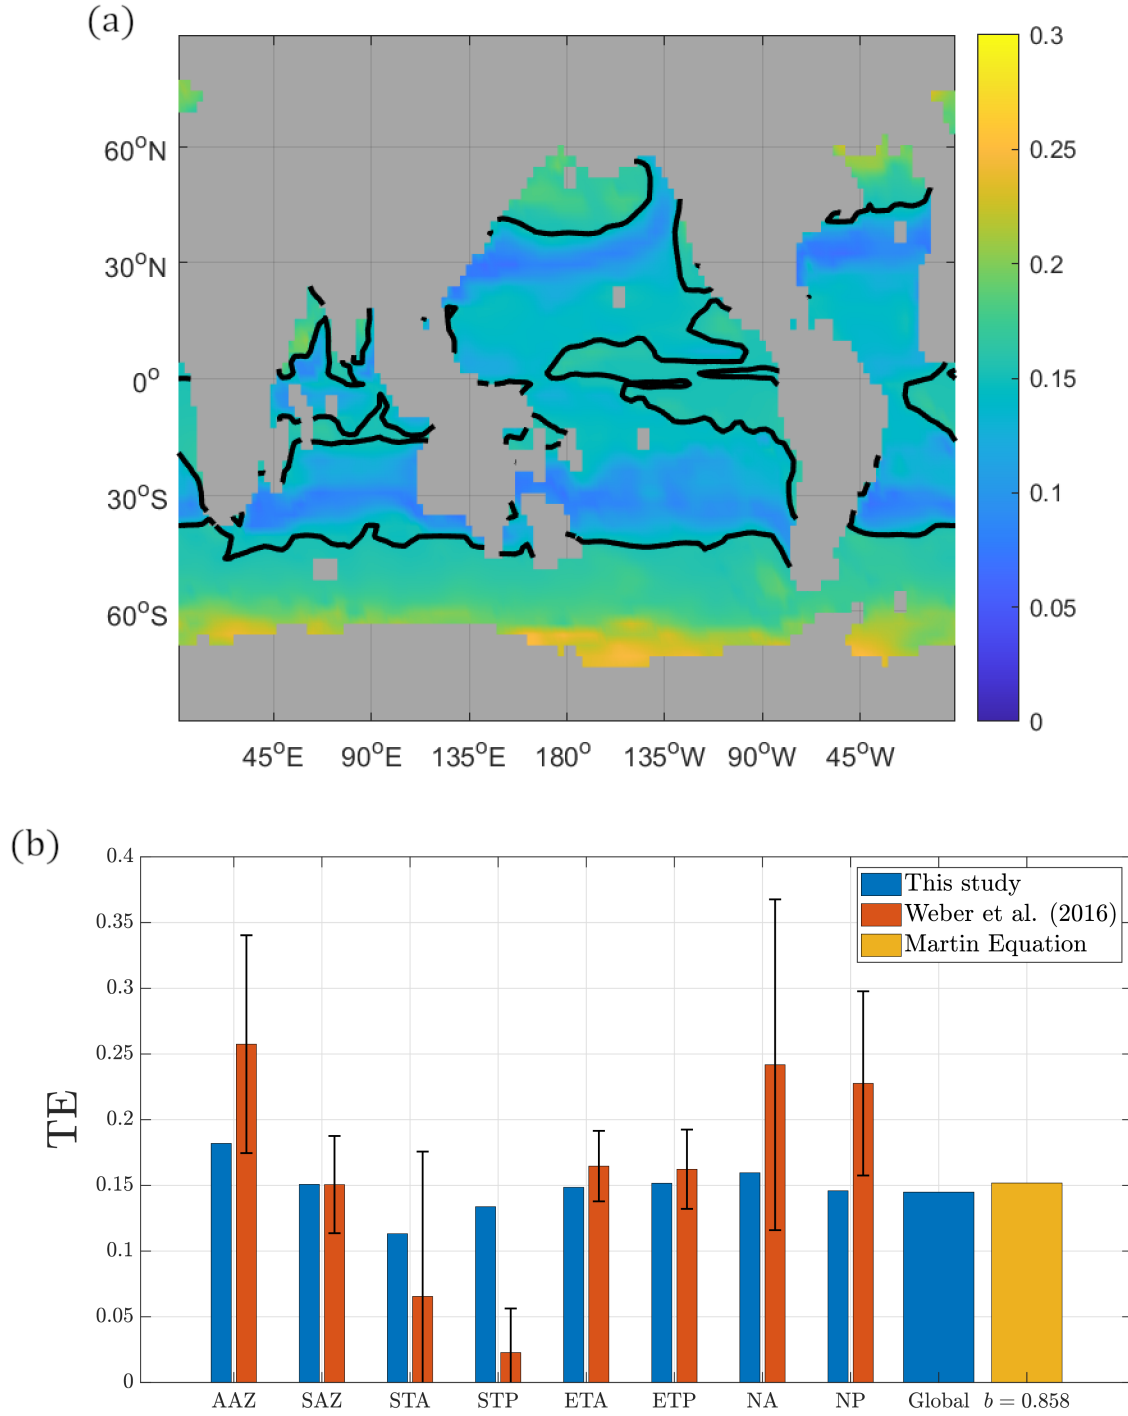 (a)
60°N
30°N
0°
30°S
60°S
45°E 90°E 135°E 180° 135°W 90°W 45°W
0.3
0.25
0.2
0.15
0.1
0.05
0
(b)
TE
0.4
0.35
0.3
0.25
0.2
0.15
0.1
0.05
0
This study
Weber et al. (2016)
Martin Equation
AAZ SAZ STA STP ETA ETP NA NP Global b = 0.858